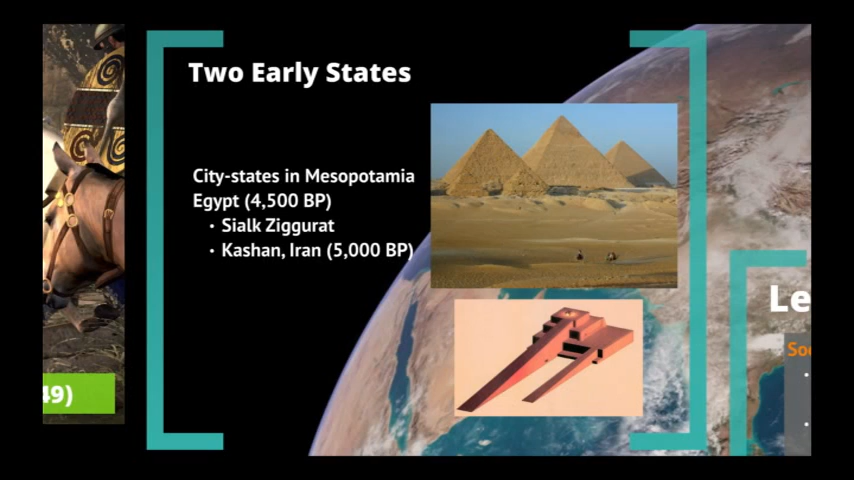 Two Early States
City-states in Mesopotamia
Egypt (4,500 BP)
• Sialk Ziggurat
• Kashan, Iran (5,000 BP)
49)
Le
So